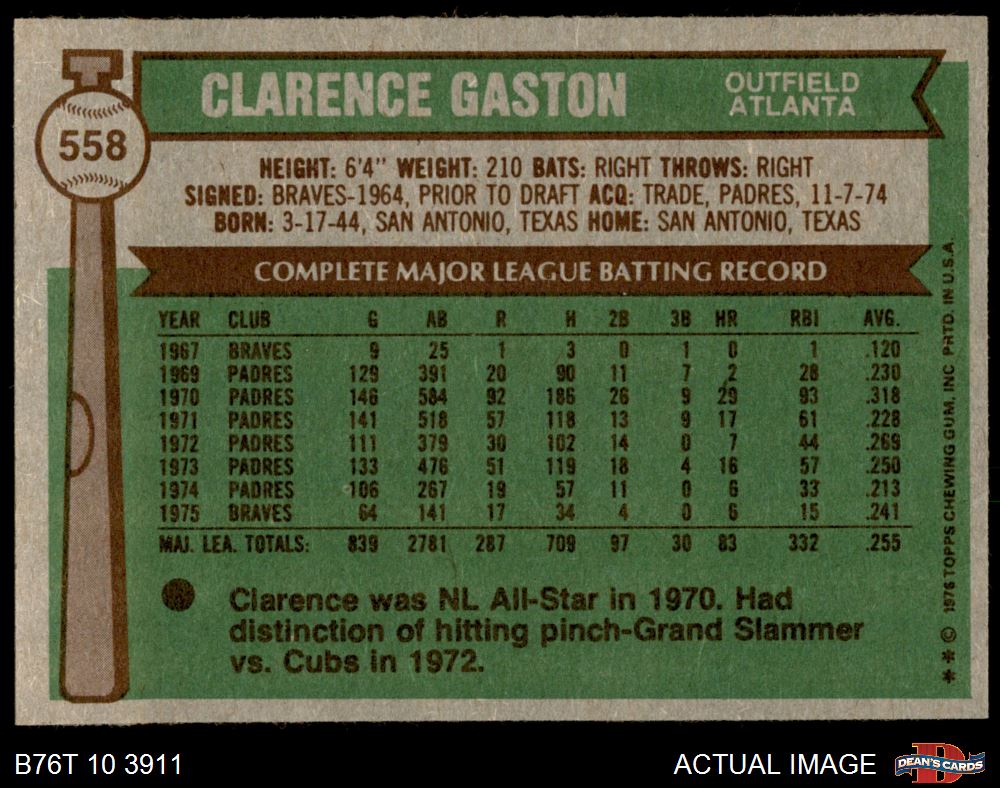 558
CLARENCE GASTON
OUTFIELD
ATLANTA
HEIGHT: 6'4" WEIGHT: 210 BATS: RIGHT THROWS: RIGHT
SIGNED: BRAVES-1964, PRIOR TO DRAFT ACQ: TRADE, PADRES, 11-7-74
BORN: 3-17-44, SAN ANTONIO, TEXAS HOME: SAN ANTONIO, TEXAS
COMPLETE MAJOR LEAGUE BATTING RECORD
YEAR CLUB G AB R H 2B 3B HR RBI AVG.
1967 BRAVES 9 25 1 3 0 1 0 1 .120
1969 PADRES 129 391 20 90 11 7 2 28 .230
1970 PADRES 146 584 92 186 26 9 29 93 .318
1971 PADRES 141 518 57 118 13 9 17 61 .228
1972 PADRES 111 379 30 102 14 0 7 44 .269
1973 PADRES 133 476 51 119 18 4 16 57 .250
1974 PADRES 106 267 19 57 11 0 6 33 .213
1975 BRAVES 64 141 17 34 4 0 6 15 .241
MAJ. LEA. TOTALS: 839 2781 287 709 97 30 83 332 .255
Clarence was NL All-Star in 1970. Had
distinction of hitting pinch-Grand Slammer
vs. Cubs in 1972.
* * © 1976 TOPPS CHEWING GUM, INC PRTD. IN U.S.A.
B76T 10 3911
ACTUAL IMAGE
D
DEAN'S CARDS